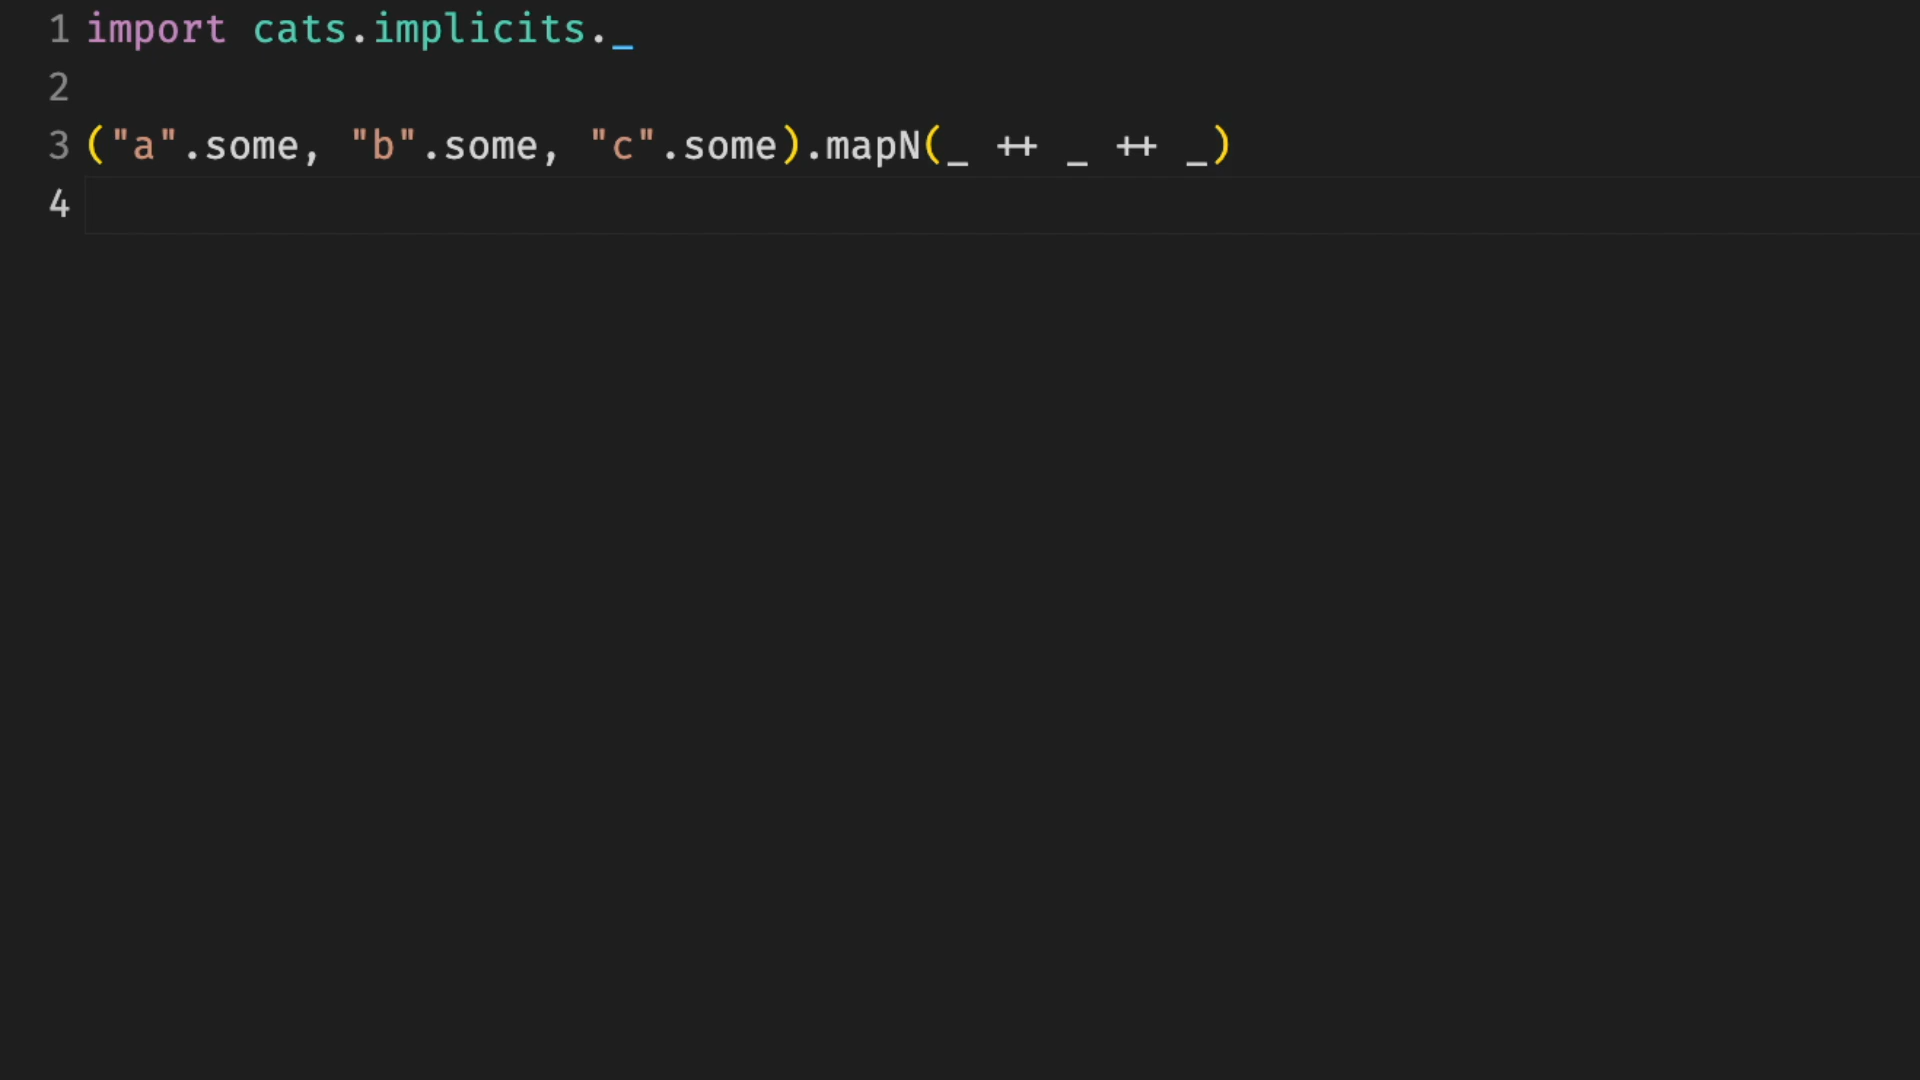 1 import cats.implicits._
2
3 ("a".some, "b".some, "c".some).mapN(_ ++ _ ++ _)
4